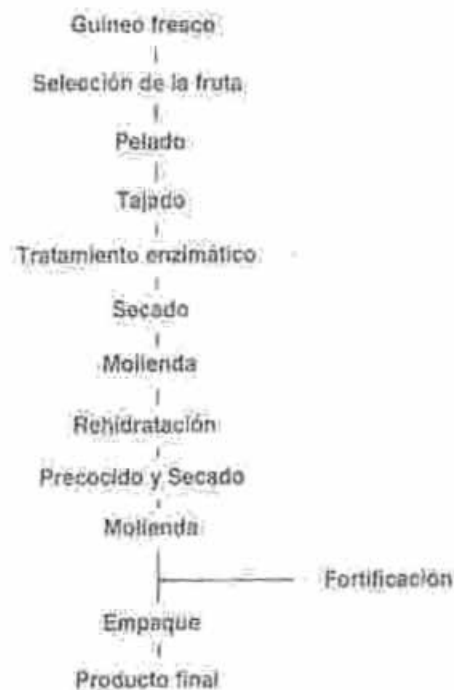 Guineo fresco
Selección de la fruta
Pelado
Tajado
Tratamiento enzimático
Secado
Molienda
Rehidratación
Precocido y Secado
Molienda
Fortificación
Empaque
Producto final